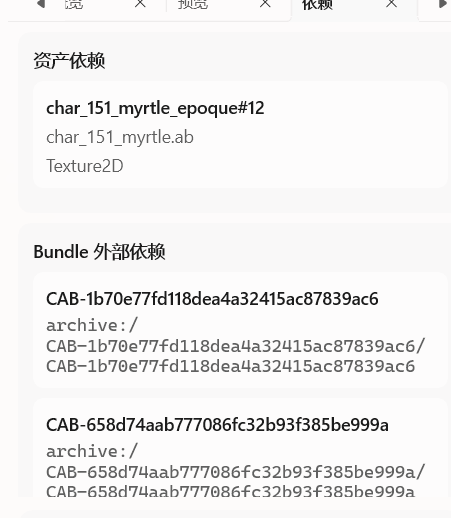 览
预览
依赖
资产依赖
char_151_myrtle_epoque#12
char_151_myrtle.ab
Texture2D
Bundle 外部依赖
CAB-1b70e77fd118dea4a32415ac87839ac6
archive:/
CAB-1b70e77fd118dea4a32415ac87839ac6/
CAB-1b70e77fd118dea4a32415ac87839ac6
CAB-658d74aab777086fc32b93f385be999a
archive:/
CAB-658d74aab777086fc32b93f385be999a/
CAB-658d74aab777086fc32b93f385be999a